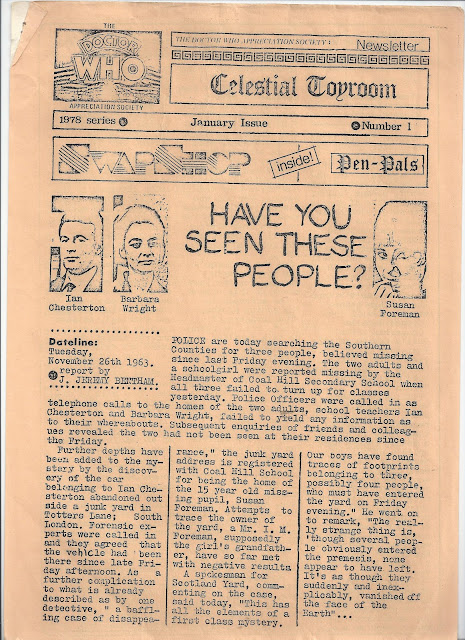 THE
DOCTOR
WHO
APPRECIATION SOCIETY
THE DOCTOR WHO APPRECIATION SOCIETY:
Newsletter
Celestial Toyroom
1978 series
January Issue
Number 1
SWAP SHOP
inside!
Pen-Pals
HAVE YOU
SEEN THESE
PEOPLE?
Ian
Chesterton
Barbara
Wright
Susan
Foreman
Dateline:
Tuesday,
November 26th 1963.
report by
J. JEREMY BENTHAM.
POLICE are today searching the Southern
Counties for three people, believed missing
since last Friday evening. The two adults and
a schoolgirl were reported missing by the
Headmaster of Coal Hill Secondary School when
all three failed to turn up for classes
yesterday. Police Officers were called in as
telephone calls to the homes of the two adults, school teachers Ian
Chesterton and Barbara Wright, failed to yield any information as
to their whereabouts. Subsequent enquiries of friends and colleag-
ues revealed the two had not been seen at their residences since
the Friday.
Further depths have
been added to the my-
stery by the discov-
ery of the car
belonging to Ian Che-
sterton abandoned out
side a junk yard in
Totters Lane, South
London. Forensic ex-
perts were called in
and they agreed that
the vehicle had been
there since late Fri-
day afternoon. As a
further complication
to what is already
described as by one
detective, " a baffl-
ing case of disappea-
rance," the junk yard
address is registered
with Coal Hill School
for being the home of
the 15 year old miss-
ing pupil, Susan
Foreman. Attempts to
trace the owner of
the yard, a Mr. I. M.
Foreman, supposedly
the girl's grandfath-
er, have so far met
with negative results
A spokesman for
Scotland Yard, comm-
enting on the case,
said today, "This has
all the elements of a
first class mystery.
Our boys have found
traces of footprints
belonging to three
possibly four people,
who must have entered
the yard on Friday
evening." He went on
to remark, "The real-
ly strange thing is,
'though several peop-
le obviously entered
the premesis, none
appear to have left.
It's as though they
suddenly and inex-
plicably, vanished off
the face of the
Earth"...